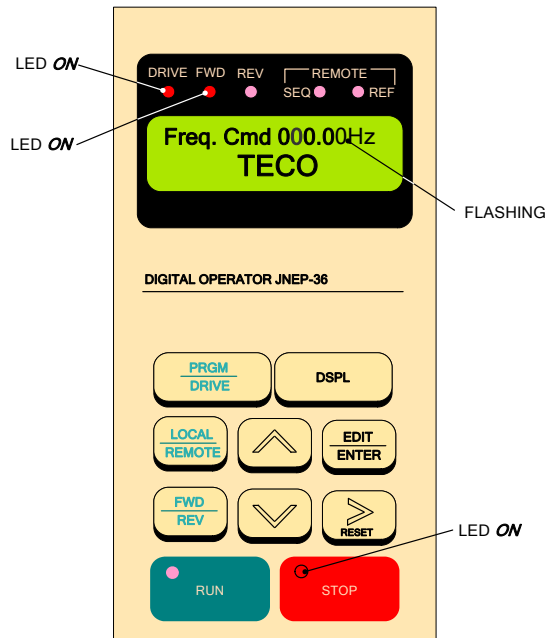 LED ON
DRIVE FWD REV REMOTE
SEQ REF
LED ON
Freq. Cmd 000.00Hz
TECO
FLASHING
DIGITAL OPERATOR JNEP-36
PRGM
DRIVE
DSPL
LOCAL
REMOTE
EDIT
ENTER
FWD
REV
RESET
LED ON
RUN
STOP